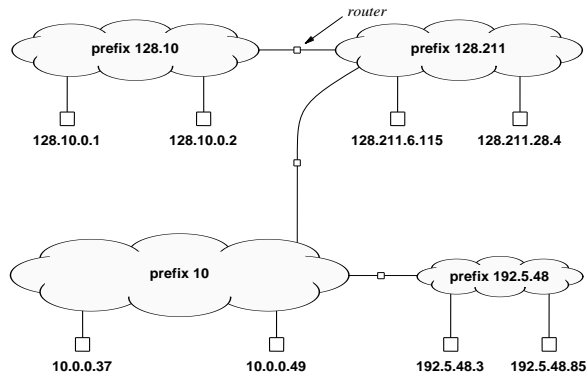 router
prefix 128.10
prefix 128.211
128.10.0.1
128.10.0.2
128.211.6.115
128.211.28.4
prefix 10
prefix 192.5.48
10.0.0.37
10.0.0.49
192.5.48.3
192.5.48.85